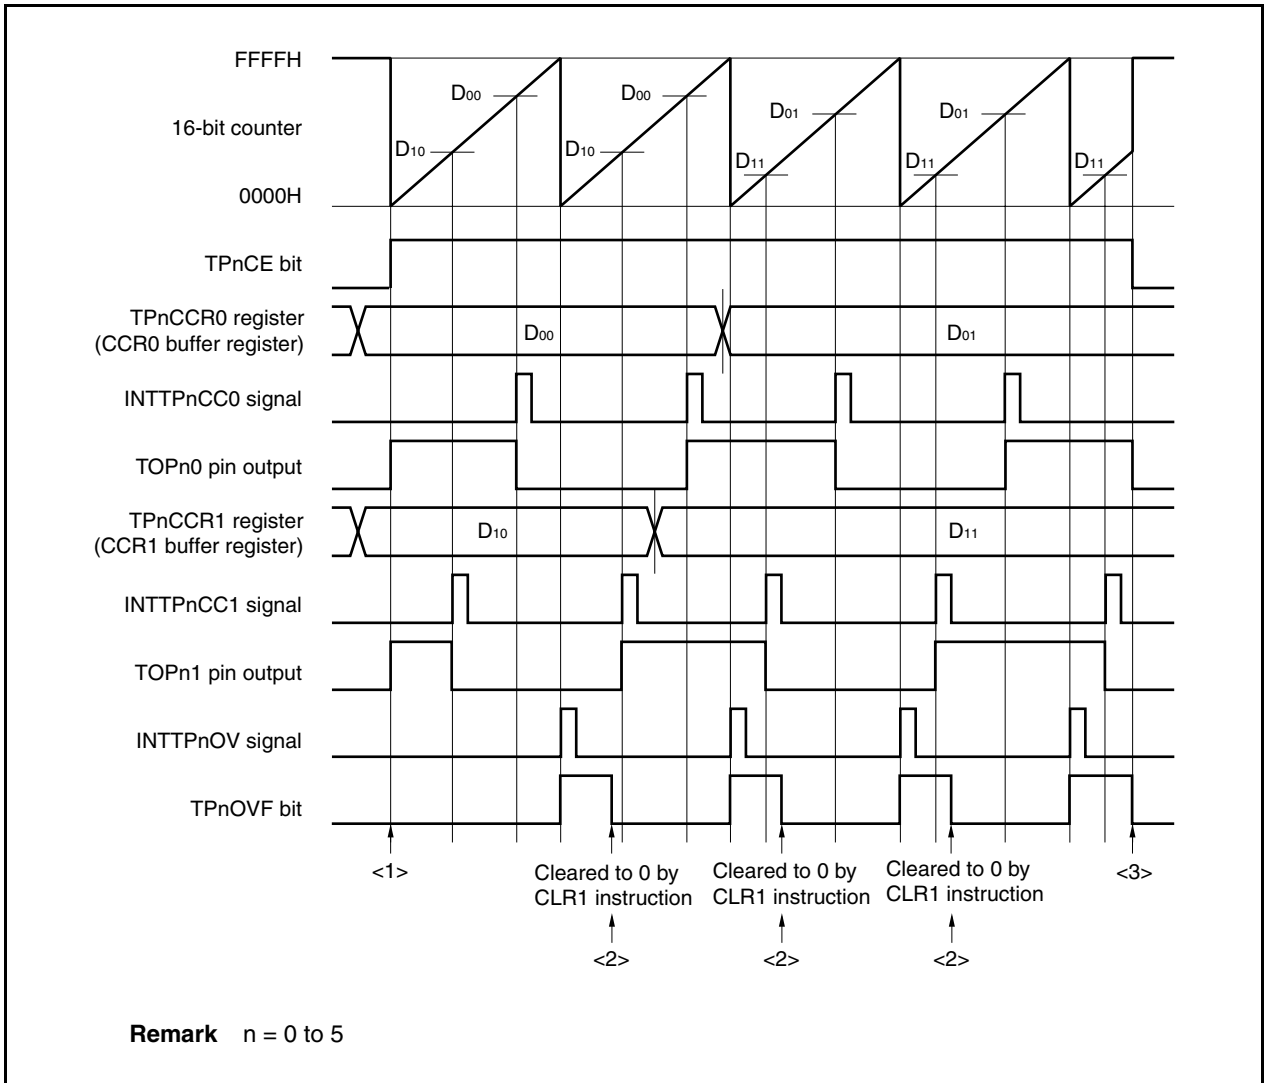 FFFFH
D00
D00
D01
D01
16-bit counter
D10
D10
D11
D11
D11
0000H
TPnCE bit
TPnCCR0 register
(CCR0 buffer register)
D00
D01
INTTPnCC0 signal
TOPn0 pin output
TPnCCR1 register
(CCR1 buffer register)
D10
D11
INTTPnCC1 signal
TOPn1 pin output
INTTPnOV signal
TPnOVF bit
<1>
Cleared to 0 by
CLR1 instruction
Cleared to 0 by
CLR1 instruction
Cleared to 0 by
CLR1 instruction
<3>
<2>
<2>
<2>
Remark n = 0 to 5